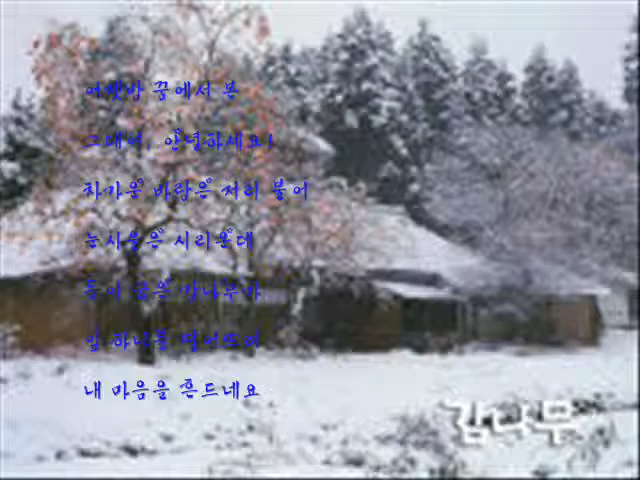 어젯밤 꿈에서 본
그대여, 안녕하세요!
차가운 바람은 저리 불어
눈시울은 시리운데
등이 굽은 감나무가
잎 하나를 떨어뜨려
내 마음을 흔드네요
감나무